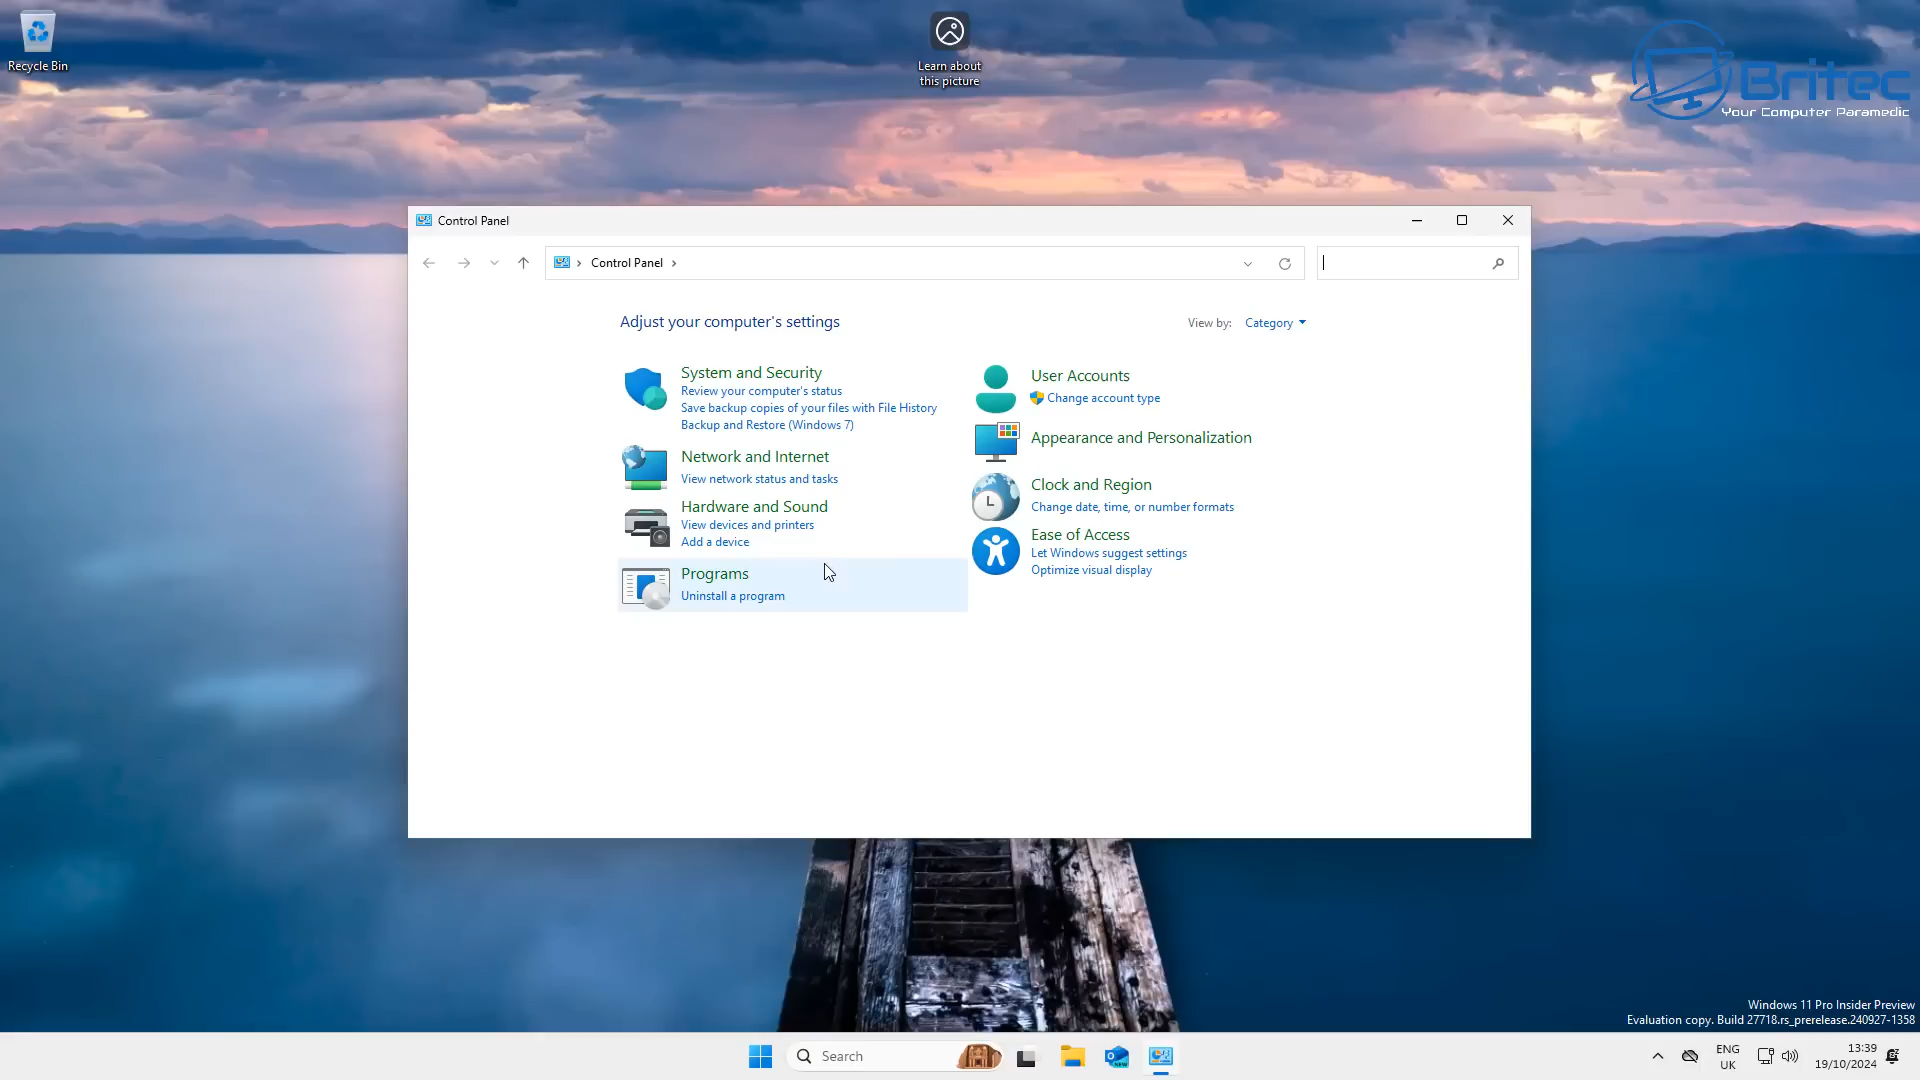 Recycle Bin
Learn about
this picture
Britec
Your Computer Paramedic
Control Panel
Control Panel
Adjust your computer's settings
View by: Category
System and Security
Review your computer's status
Save backup copies of your files with File History
Backup and Restore (Windows 7)
Network and Internet
View network status and tasks
Hardware and Sound
View devices and printers
Add a device
Programs
Uninstall a program
User Accounts
Change account type
Appearance and Personalization
Clock and Region
Change date, time, or number formats
Ease of Access
Let Windows suggest settings
Optimize visual display
Windows 11 Pro Insider Preview
Evaluation copy. Build 27718.rs_prerelease.240927-1358
Search
NEW
ENG
UK
13:39
19/10/2024